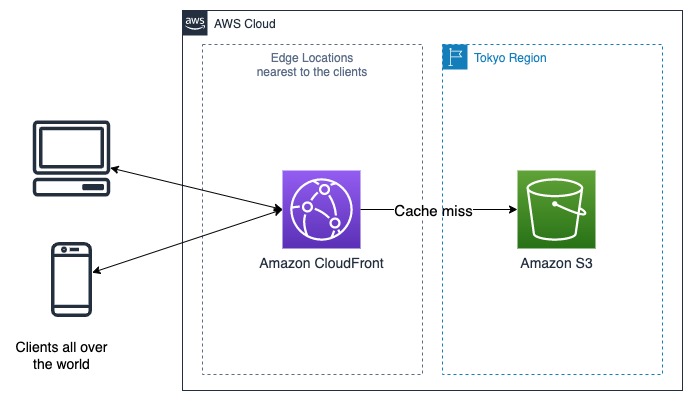 aws
AWS Cloud
Edge Locations
nearest to the clients
Tokyo Region
Cache miss
Amazon CloudFront
Amazon S3
Clients all over
the world